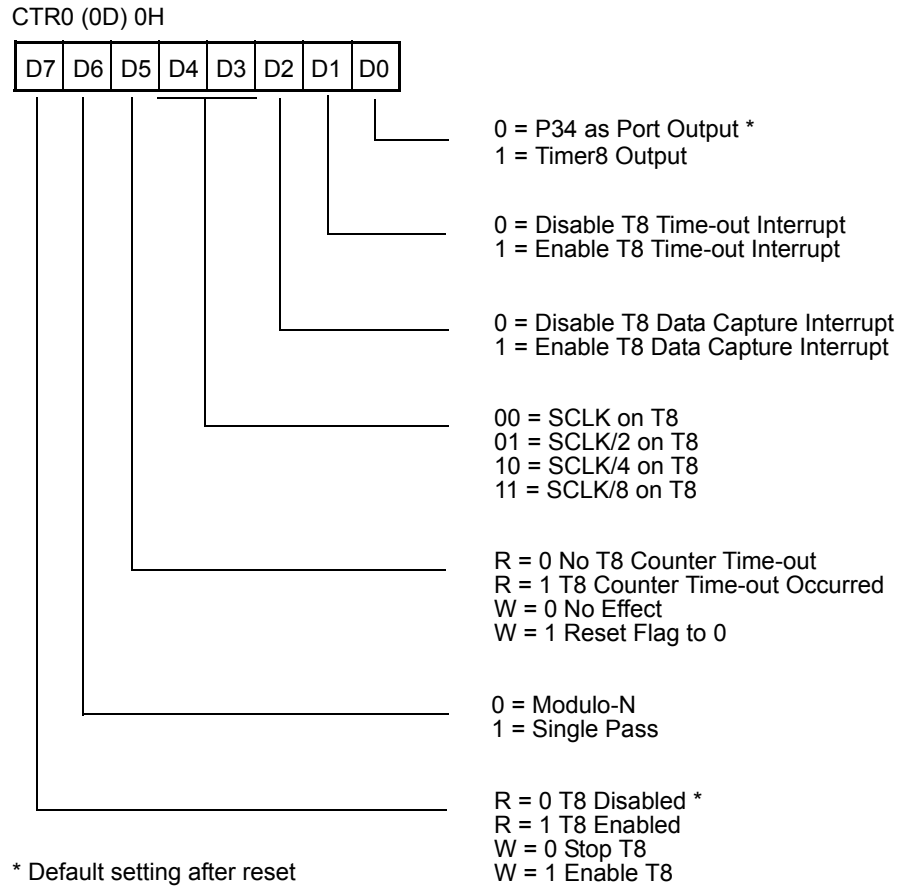 CTR0 (0D) 0H
D7 D6 D5 D4 D3 D2 D1 D0
0 = P34 as Port Output *
1 = Timer8 Output
0 = Disable T8 Time-out Interrupt
1 = Enable T8 Time-out Interrupt
0 = Disable T8 Data Capture Interrupt
1 = Enable T8 Data Capture Interrupt
00 = SCLK on T8
01 = SCLK/2 on T8
10 = SCLK/4 on T8
11 = SCLK/8 on T8
R = 0 No T8 Counter Time-out
R = 1 T8 Counter Time-out Occurred
W = 0 No Effect
W = 1 Reset Flag to 0
0 = Modulo-N
1 = Single Pass
R = 0 T8 Disabled *
R = 1 T8 Enabled
W = 0 Stop T8
W = 1 Enable T8
* Default setting after reset